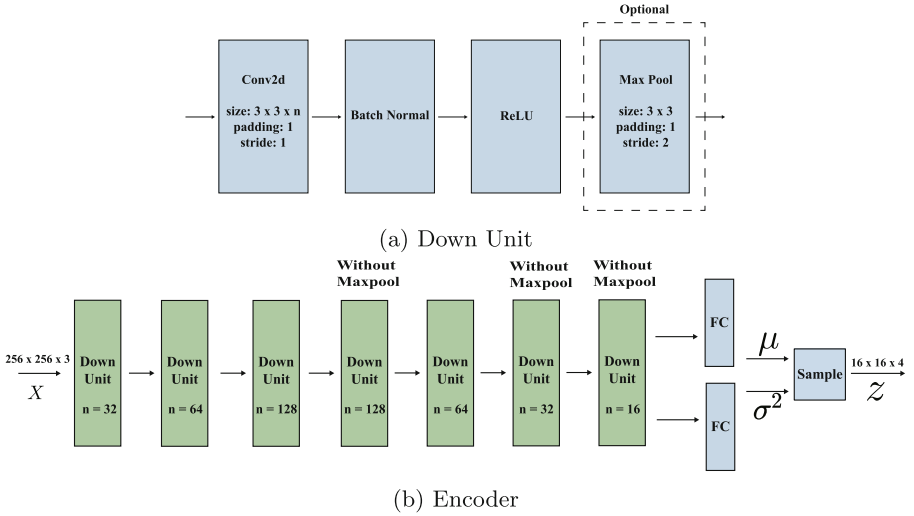 Optional
Conv2d
size: 3 x 3 x n
padding: 1
stride: 1
Batch Normal
ReLU
Max Pool
size: 3 x 3
padding: 1
stride: 2
(a) Down Unit
Without
Maxpool
Without
Maxpool
Without
Maxpool
256 x 256 x 3
X
Down
Unit
n = 32
Down
Unit
n = 64
Down
Unit
n = 128
Down
Unit
n = 128
Down
Unit
n = 64
Down
Unit
n = 32
Down
Unit
n = 16
FC
FC
μ
σ²
Sample
16 x 16 x 4
z
(b) Encoder